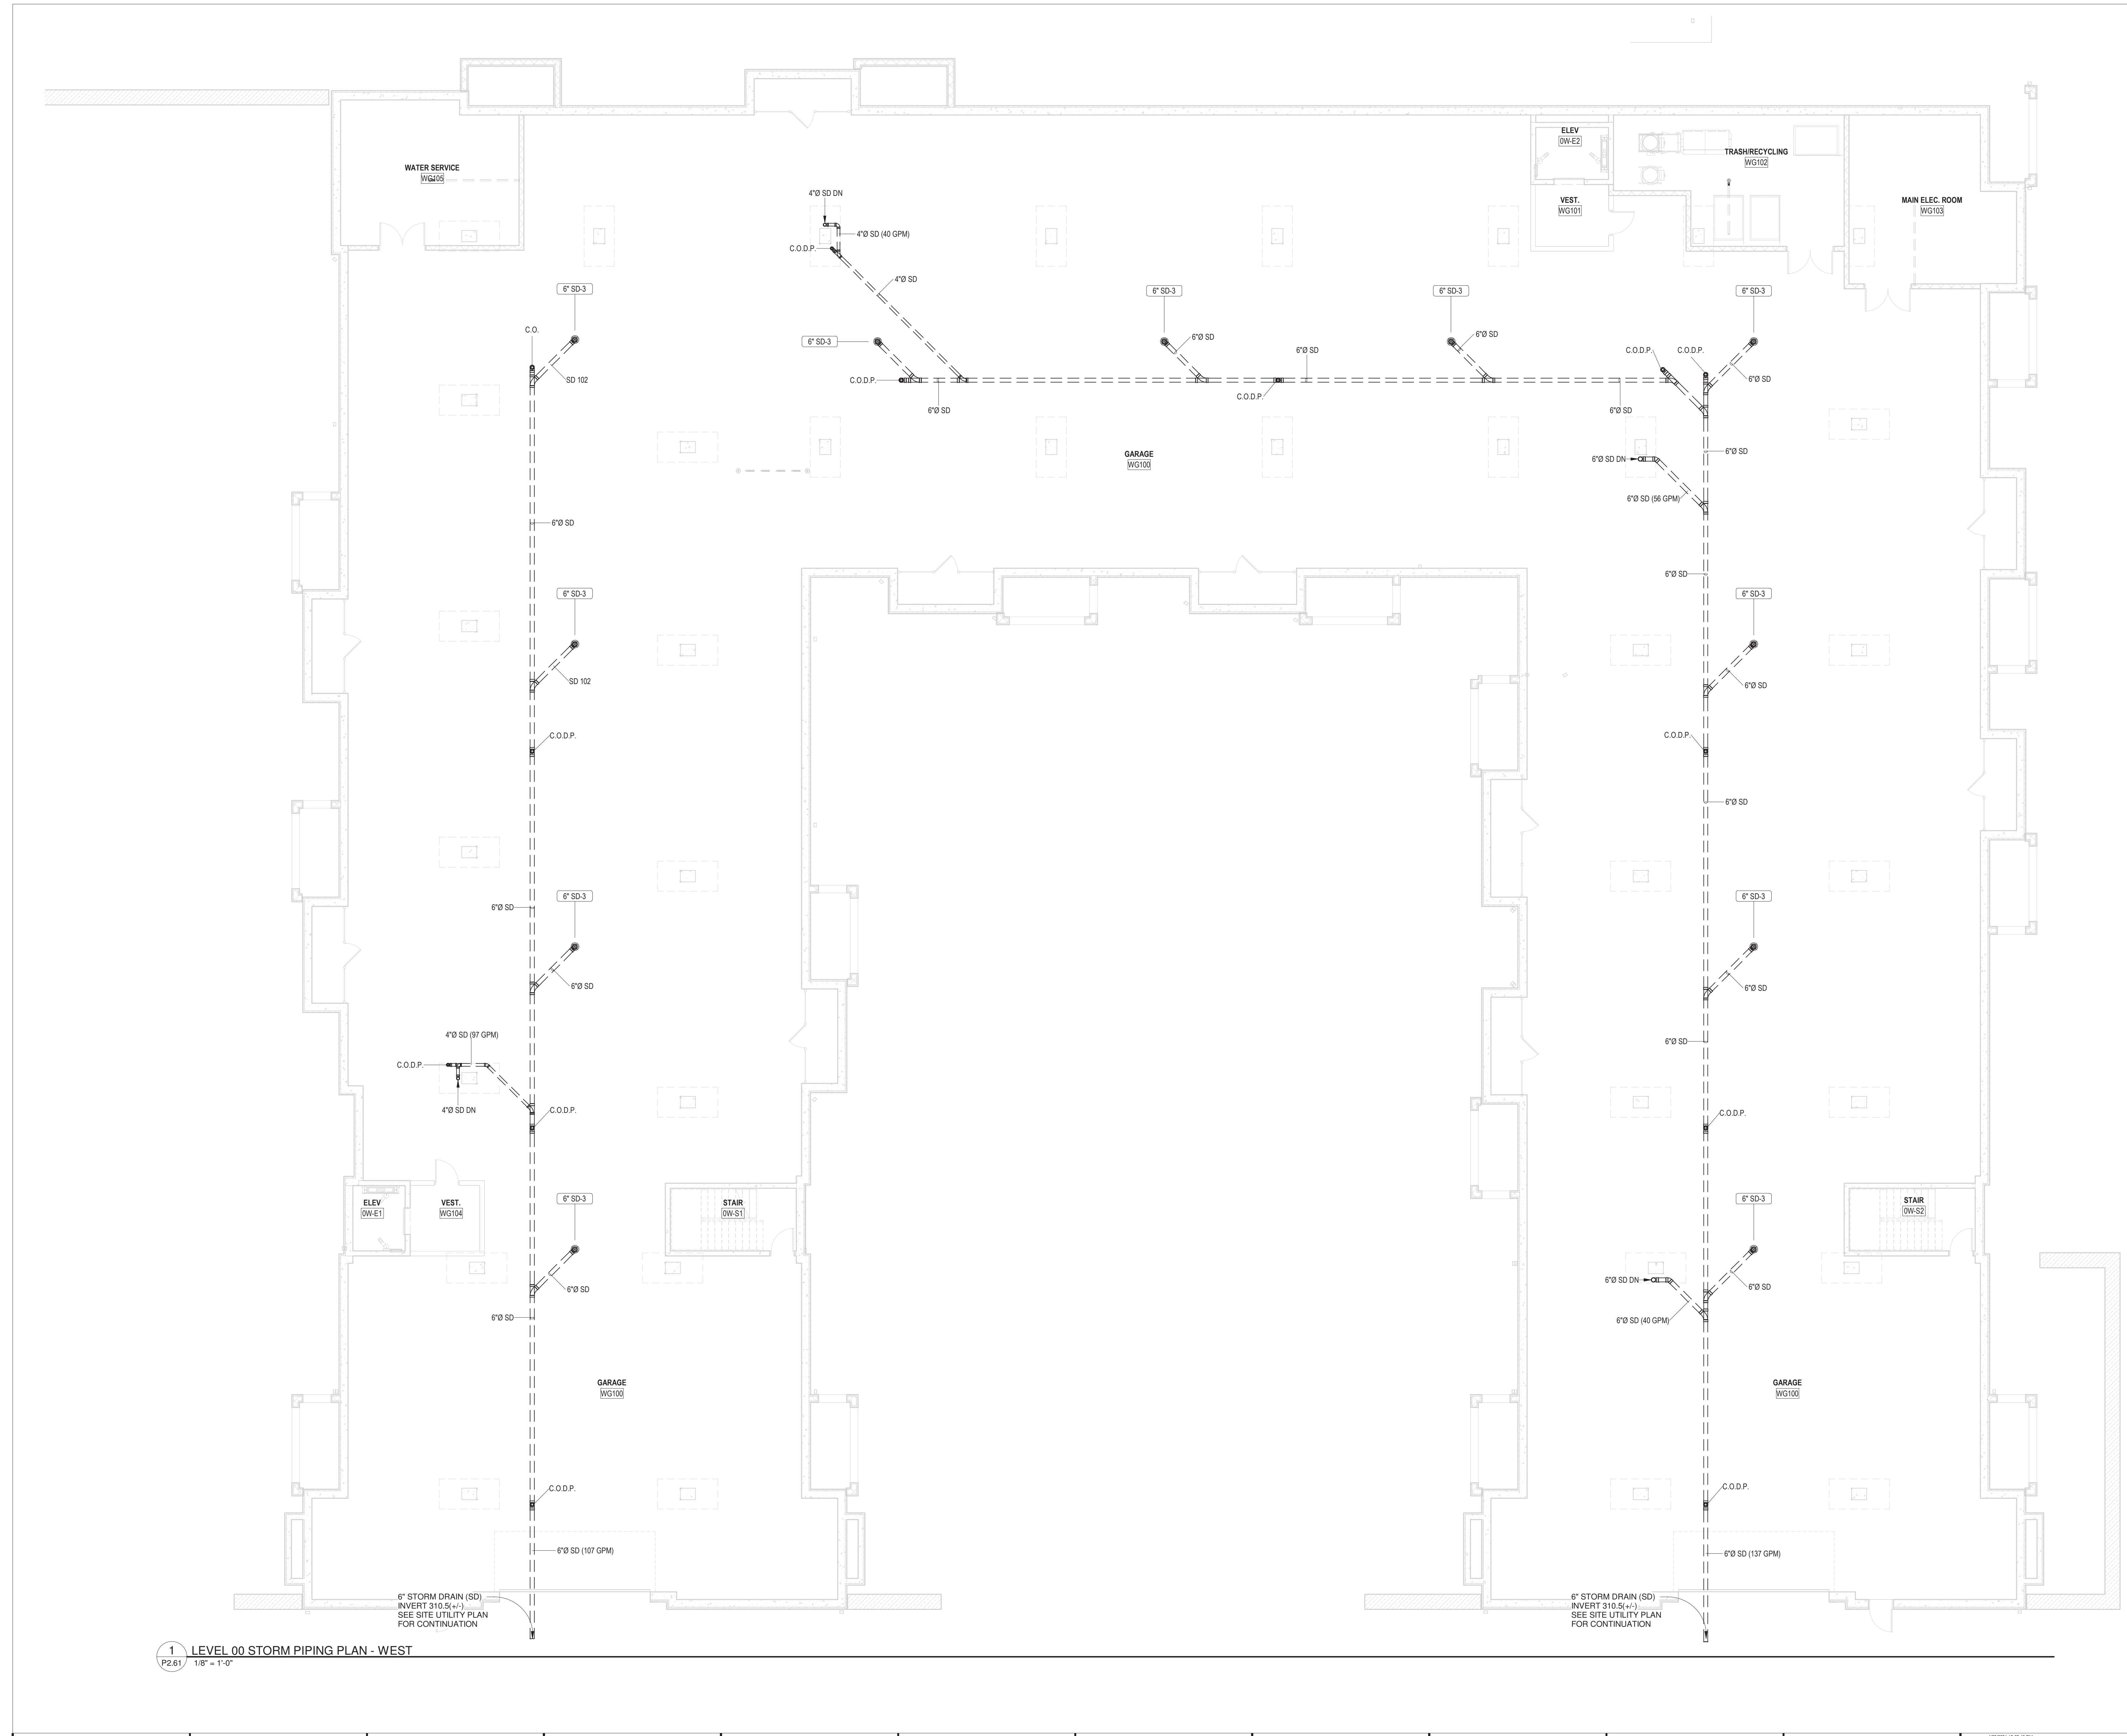 ELEV
0W-E2
WATER SERVICE
WG105
TRASH/RECYCLING
WG102
4"Ø SD DN
VEST.
WG101
MAIN ELEC. ROOM
WG103
4"Ø SD (40 GPM)
C.O.D.P.
4"Ø SD
6" SD-3
6" SD-3
6" SD-3
6" SD-3
C.O.
6" SD-3
6"Ø SD
6"Ø SD
6"Ø SD
C.O.D.P.
C.O.D.P.
SD 102
C.O.D.P.
6"Ø SD
C.O.D.P.
6"Ø SD
6"Ø SD
6"Ø SD
GARAGE
WG100
6"Ø SD
6"Ø SD DN
6"Ø SD (56 GPM)
6"Ø SD
6"Ø SD
6" SD-3
6" SD-3
SD 102
6"Ø SD
C.O.D.P.
C.O.D.P.
6"Ø SD
6" SD-3
6" SD-3
6"Ø SD
6"Ø SD
6"Ø SD
4"Ø SD (97 GPM)
6"Ø SD
C.O.D.P.
4"Ø SD DN
C.O.D.P.
C.O.D.P.
ELEV
0W-E1
VEST.
WG104
6" SD-3
STAIR
0W-S1
6" SD-3
STAIR
0W-S2
6"Ø SD
6"Ø SD DN
6"Ø SD
6"Ø SD
6"Ø SD (40 GPM)
GARAGE
WG100
GARAGE
WG100
C.O.D.P.
C.O.D.P.
6"Ø SD (107 GPM)
6"Ø SD (137 GPM)
6" STORM DRAIN (SD)
INVERT 310.5(+/-)
SEE SITE UTILITY PLAN
FOR CONTINUATION
6" STORM DRAIN (SD)
INVERT 310.5(+/-)
SEE SITE UTILITY PLAN
FOR CONTINUATION
1
P2.61
LEVEL 00 STORM PIPING PLAN - WEST
1/8" = 1'-0"